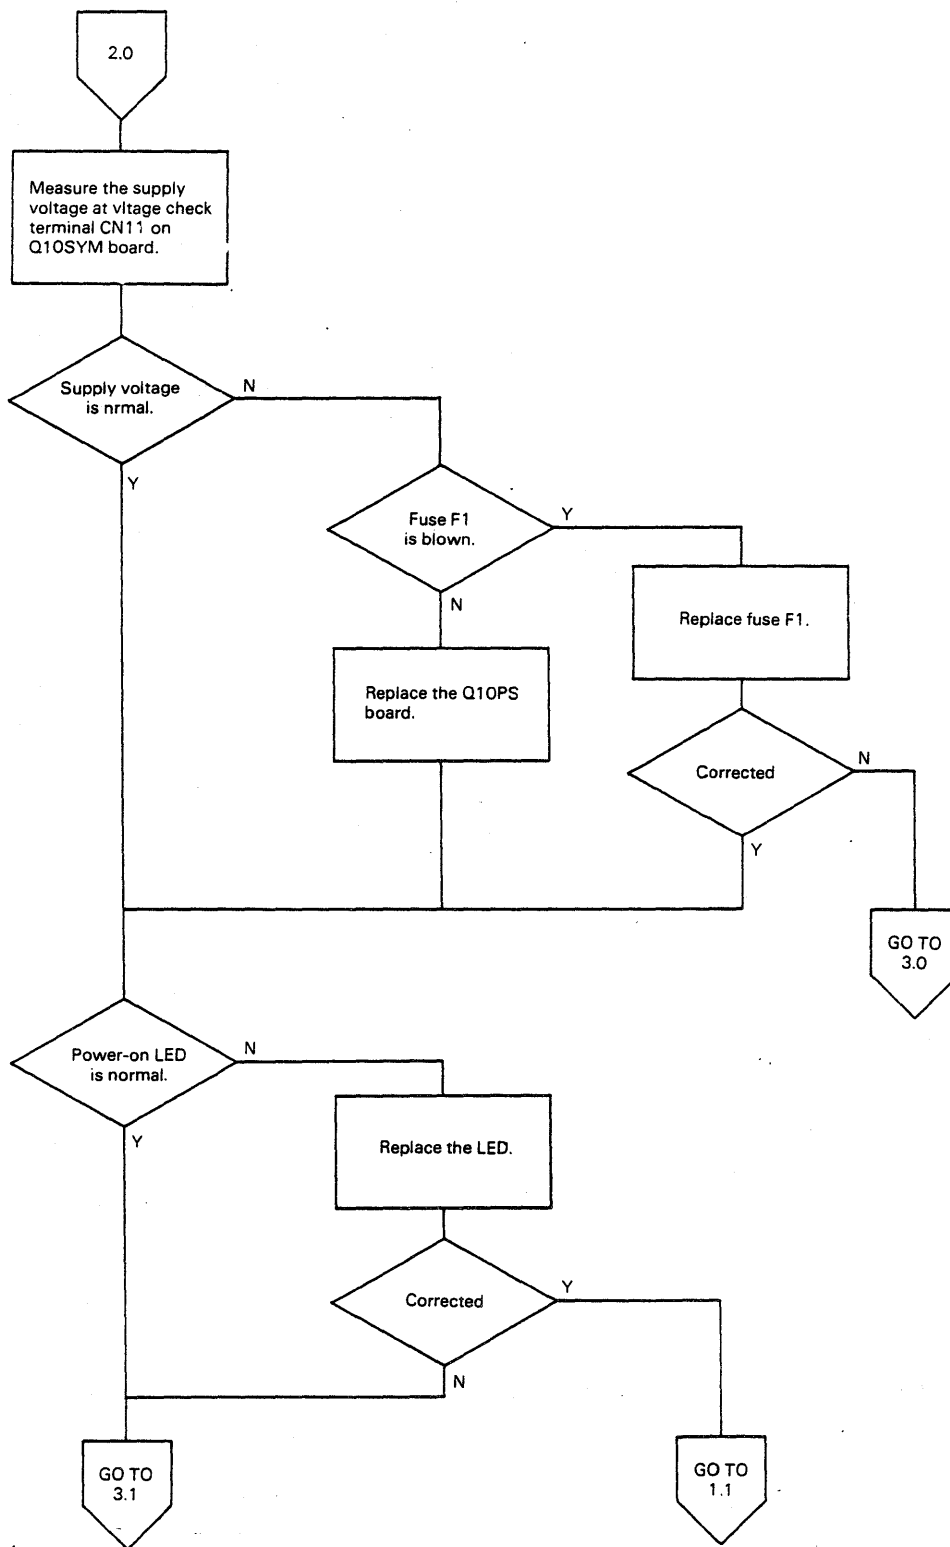 2.0
Measure the supply
voltage at vltage check
terminal CN11 on
Q10SYM board.
Supply voltage
is nrmal.
N
Y
Fuse F1
is blown.
Y
N
Replace fuse F1.
Replace the Q10PS
board.
Corrected
N
Y
GO TO
3.0
Power-on LED
is normal.
N
Y
Replace the LED.
Corrected
Y
N
GO TO
3.1
GO TO
1.1